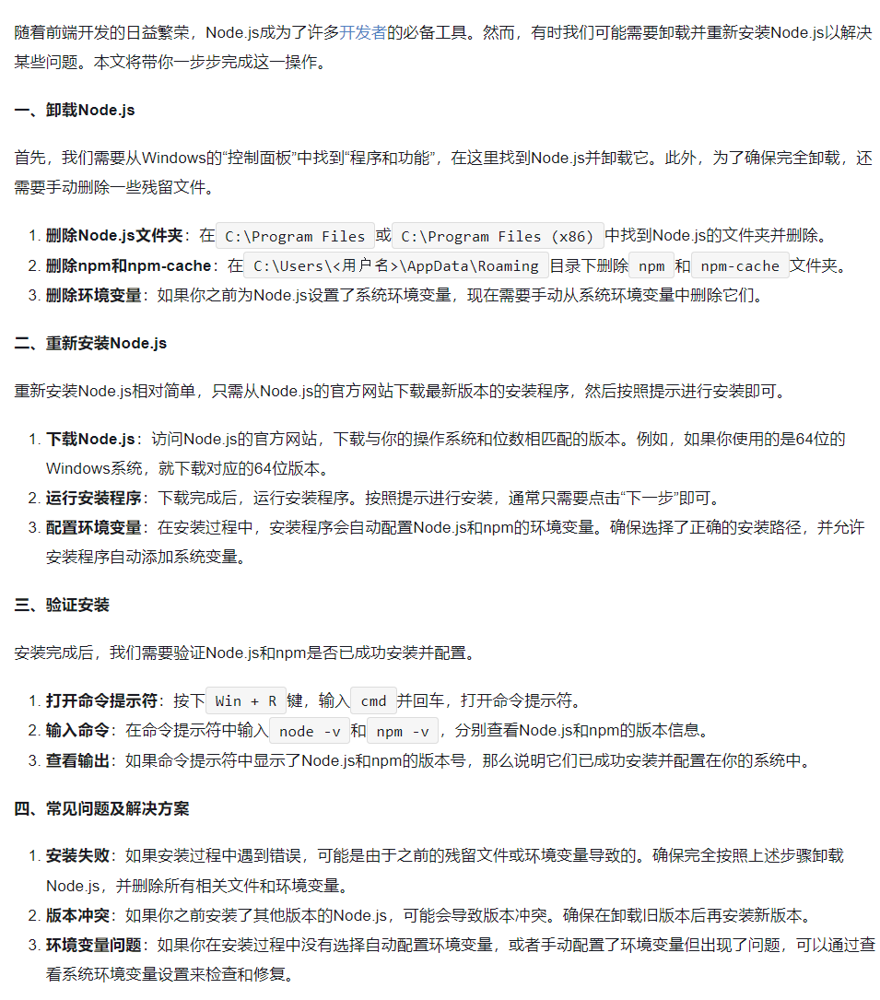 随着前端开发的日益繁荣，Node.js成为了许多开发者的必备工具。然而，有时我们可能需要卸载并重新安装Node.js以解决
某些问题。本文将带你一步步完成这一操作。
一、卸载Node.js
首先，我们需要从Windows的“控制面板”中找到“程序和功能”，在这里找到Node.js并卸载它。此外，为了确保完全卸载，还
需要手动删除一些残留文件。
1. 删除Node.js文件夹：在 C:\Program Files 或 C:\Program Files (x86) 中找到Node.js的文件夹并删除。
2. 删除npm和npm-cache：在 C:\Users\<用户名>\AppData\Roaming 目录下删除 npm 和 npm-cache 文件夹。
3. 删除环境变量：如果你之前为Node.js设置了系统环境变量，现在需要手动从系统环境变量中删除它们。
二、重新安装Node.js
重新安装Node.js相对简单，只需从Node.js的官方网站下载最新版本的安装程序，然后按照提示进行安装即可。
1. 下载Node.js：访问Node.js的官方网站，下载与你的操作系统和位数相匹配的版本。例如，如果你使用的是64位的
Windows系统，就下载对应的64位版本。
2. 运行安装程序：下载完成后，运行安装程序。按照提示进行安装，通常只需要点击“下一步”即可。
3. 配置环境变量：在安装过程中，安装程序会自动配置Node.js和npm的环境变量。确保选择了正确的安装路径，并允许
安装程序自动添加系统变量。
三、验证安装
安装完成后，我们需要验证Node.js和npm是否已成功安装并配置。
1. 打开命令提示符：按下 Win + R 键，输入 cmd 并回车，打开命令提示符。
2. 输入命令：在命令提示符中输入 node -v 和 npm -v ，分别查看Node.js和npm的版本信息。
3. 查看输出：如果命令提示符中显示了Node.js和npm的版本号，那么说明它们已成功安装并配置在你的系统中。
四、常见问题及解决方案
1. 安装失败：如果安装过程中遇到错误，可能是由于之前的残留文件或环境变量导致的。确保完全按照上述步骤卸载
Node.js，并删除所有相关文件和环境变量。
2. 版本冲突：如果你之前安装了其他版本的Node.js，可能会导致版本冲突。确保在卸载旧版本后再安装新版本。
3. 环境变量问题：如果你在安装过程中没有选择自动配置环境变量，或者手动配置了环境变量但出现了问题，可以通过查
看系统环境变量设置来检查和修复。